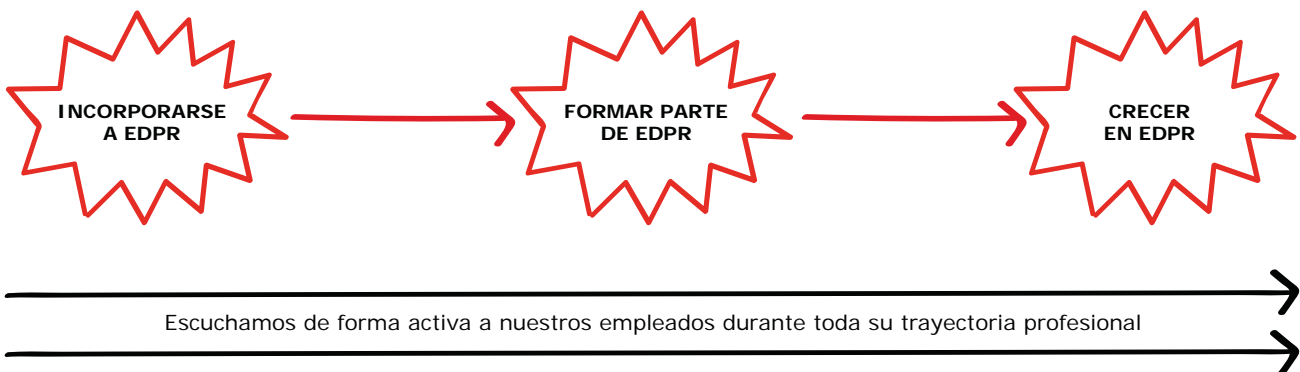 INCORPORARSE
A EDPR
FORMAR PARTE
DE EDPR
CRECER
EN EDPR
Escuchamos de forma activa a nuestros empleados durante toda su trayectoria profesional